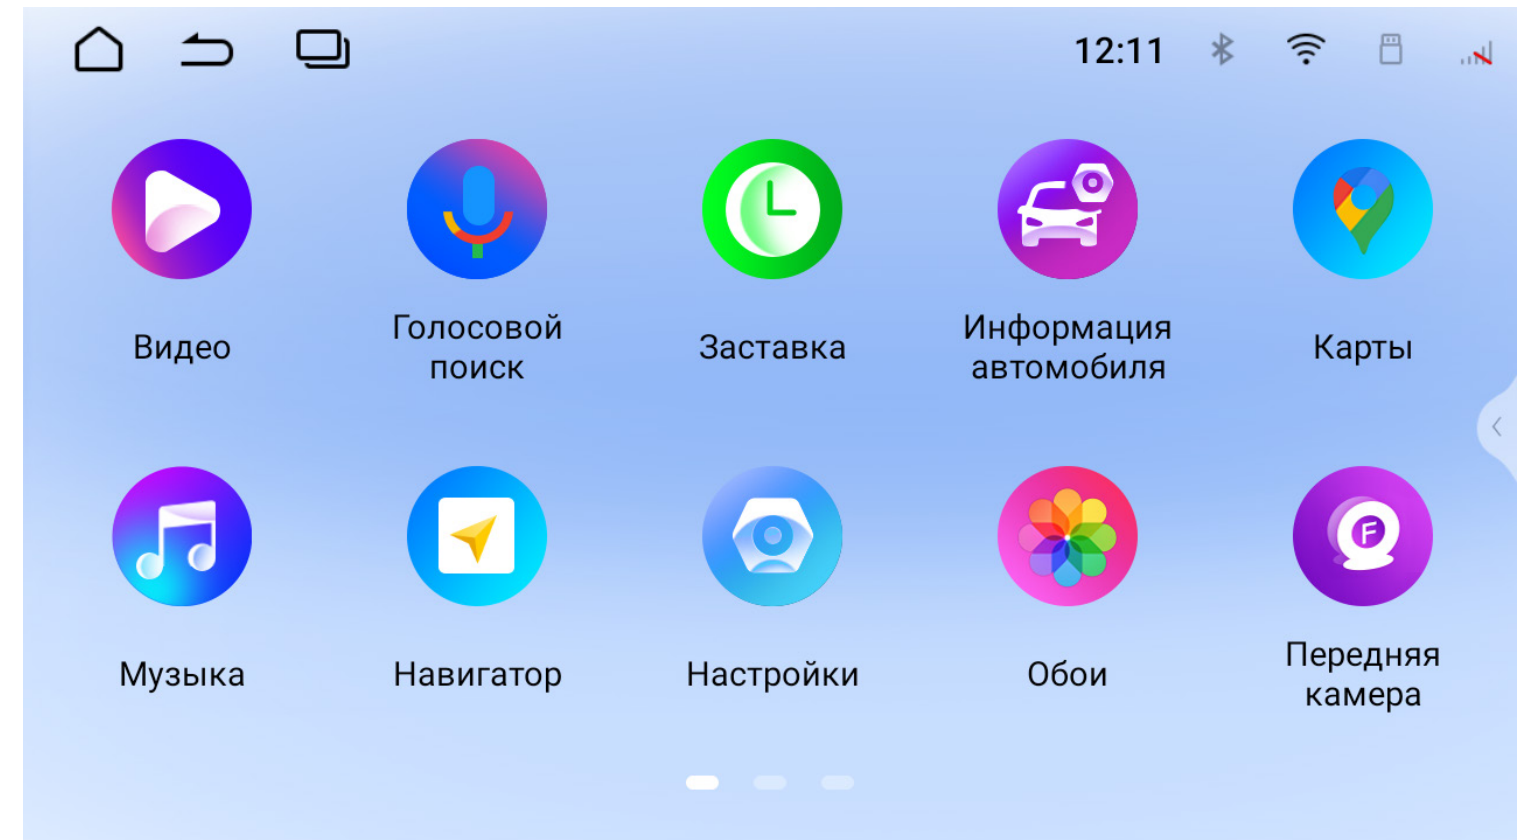 12:11
Видео
Голосовой
поиск
Заставка
Информация
автомобиля
Карты
Музыка
Навигатор
Настройки
Обои
F
Передняя
камера